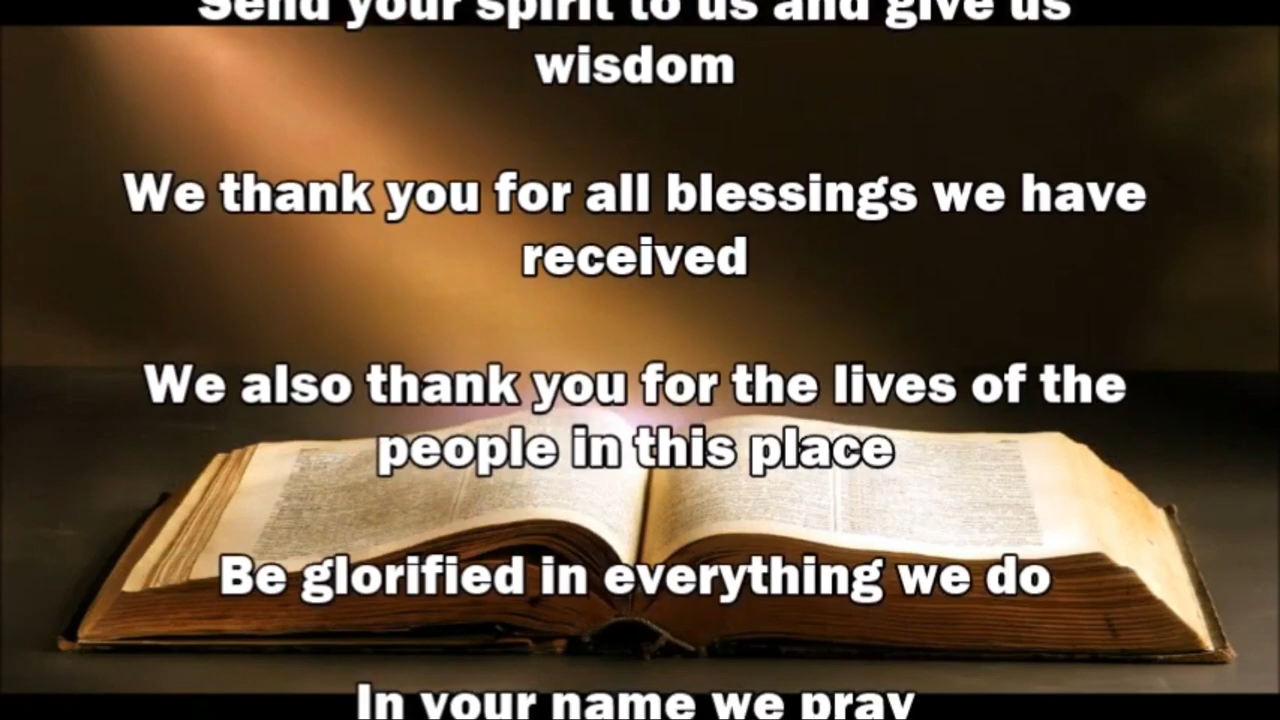 Send your spirit to us and give us
wisdom
We thank you for all blessings we have
received
We also thank you for the lives of the
people in this place
Be glorified in everything we do
In your name we pray